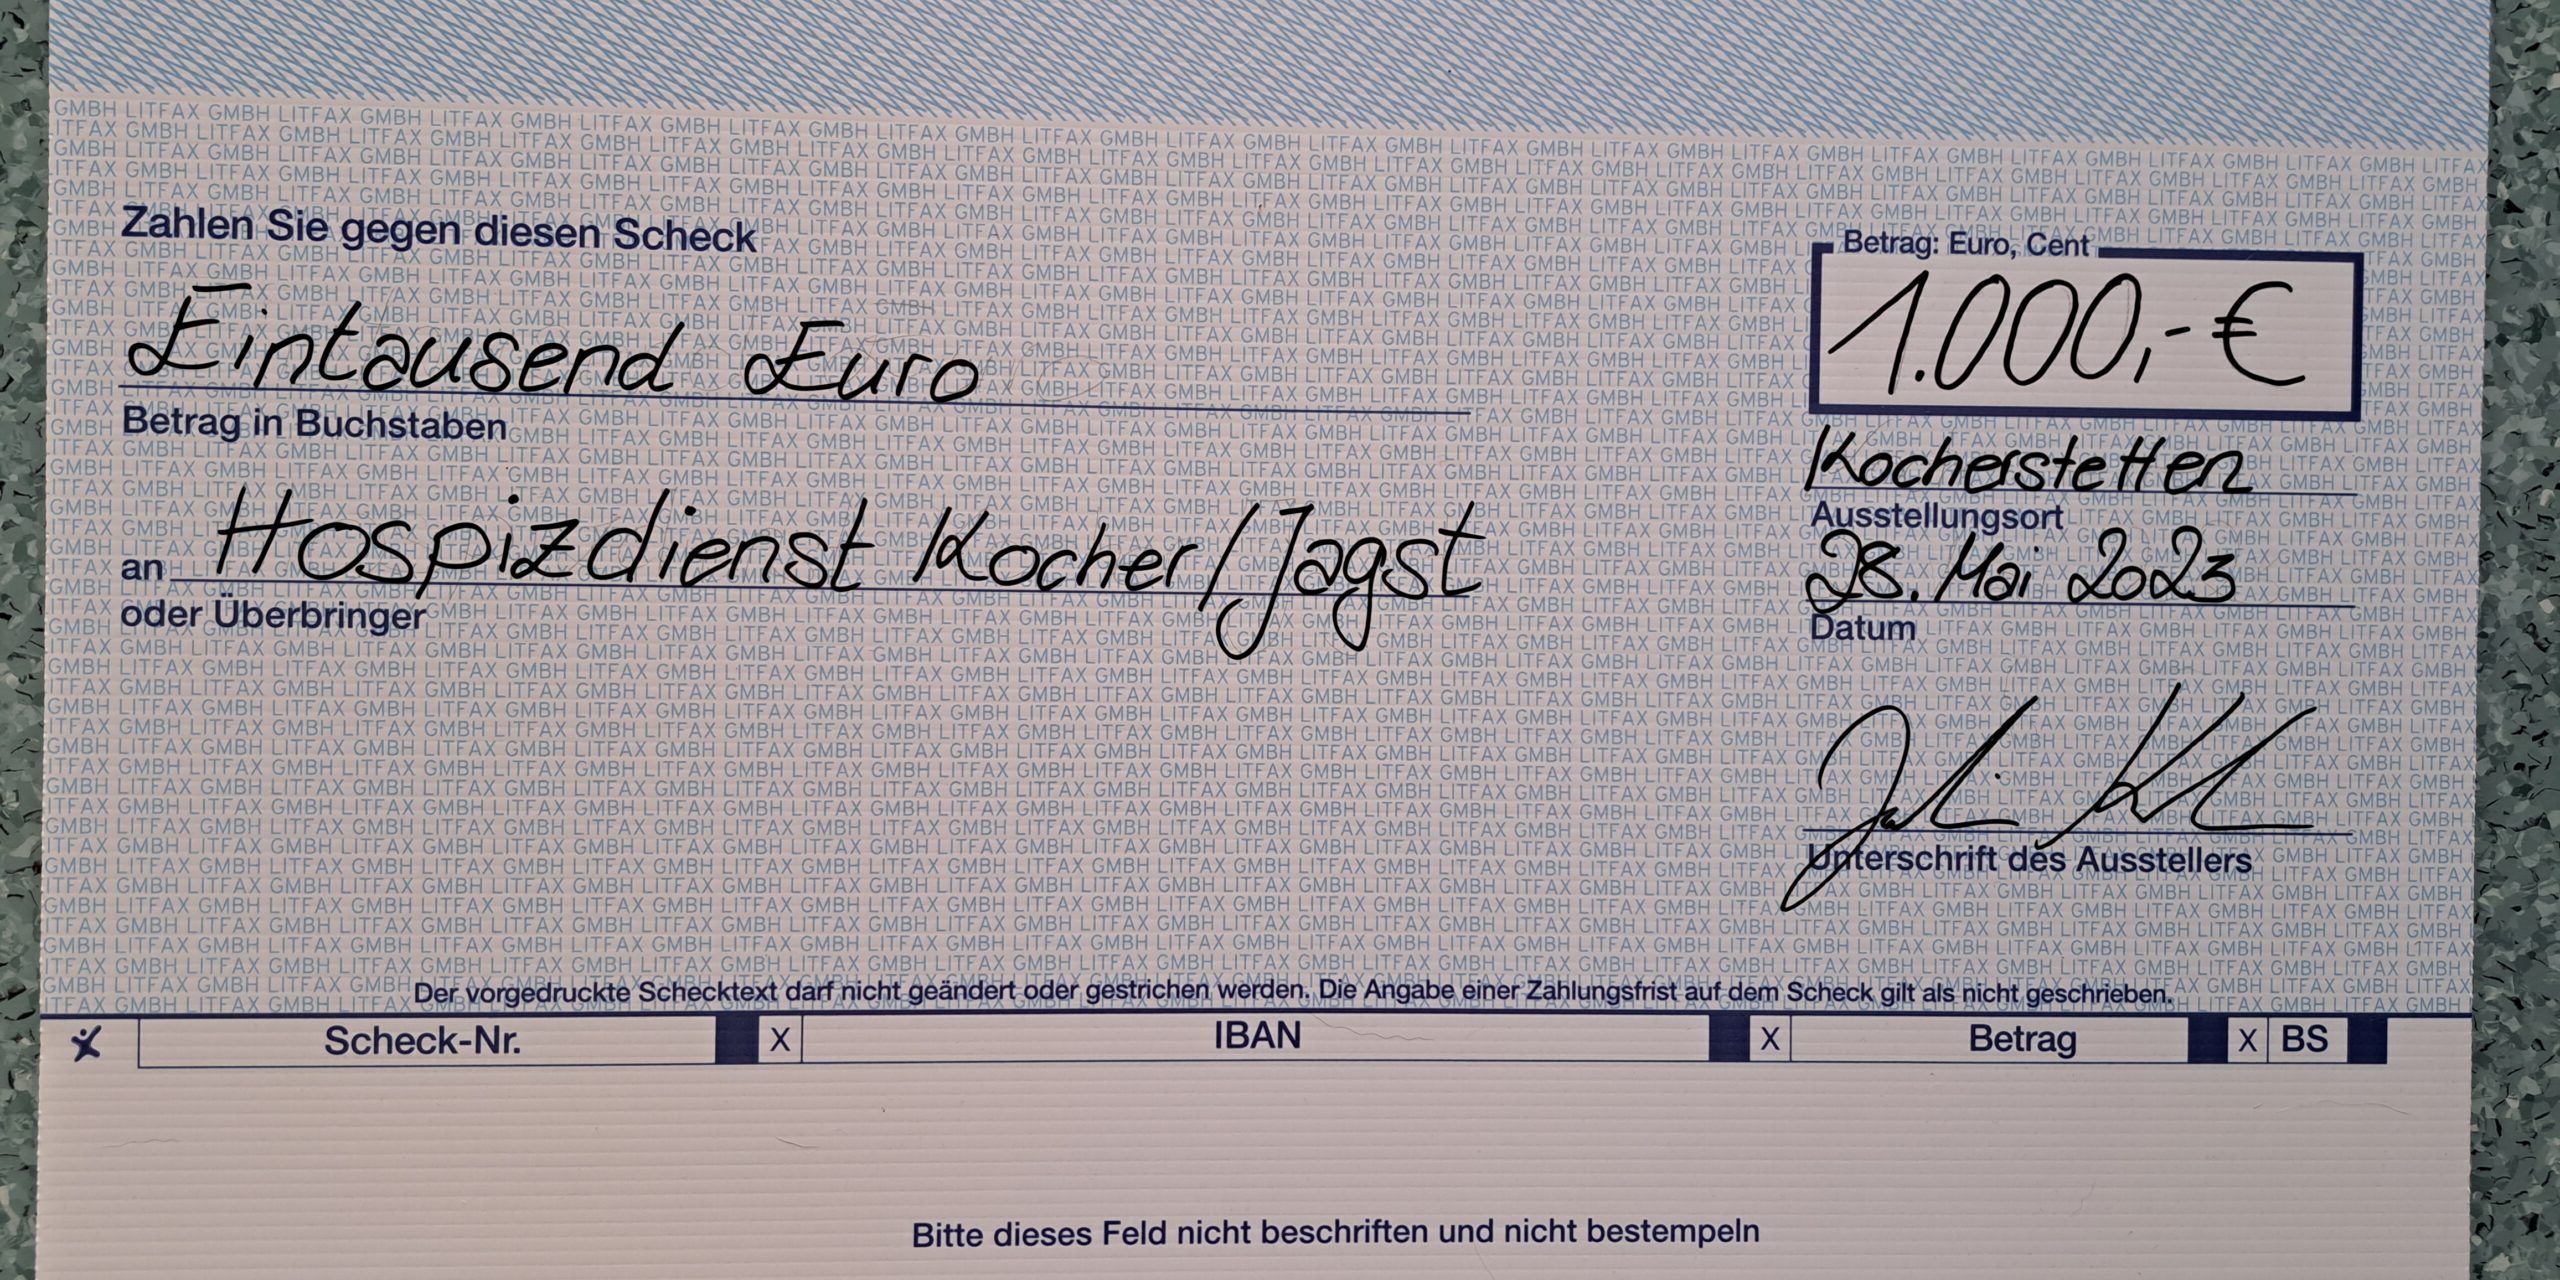 Zahlen Sie gegen diesen Scheck
Betrag: Euro, Cent
Eintausend Euro
1.000,- €
Betrag in Buchstaben
Kocherstetten
Ausstellungsort
an Hospizdienst Kocher/Jagst
28. Mai 2023
oder Überbringer
Datum
Unterschrift des Ausstellers
Der vorgedruckte Schecktext darf nicht geändert oder gestrichen werden. Die Angabe einer Zahlungsfrist auf dem Scheck gilt als nicht geschrieben.
Scheck-Nr. X IBAN X Betrag X BS
Bitte dieses Feld nicht beschriften und nicht bestempeln